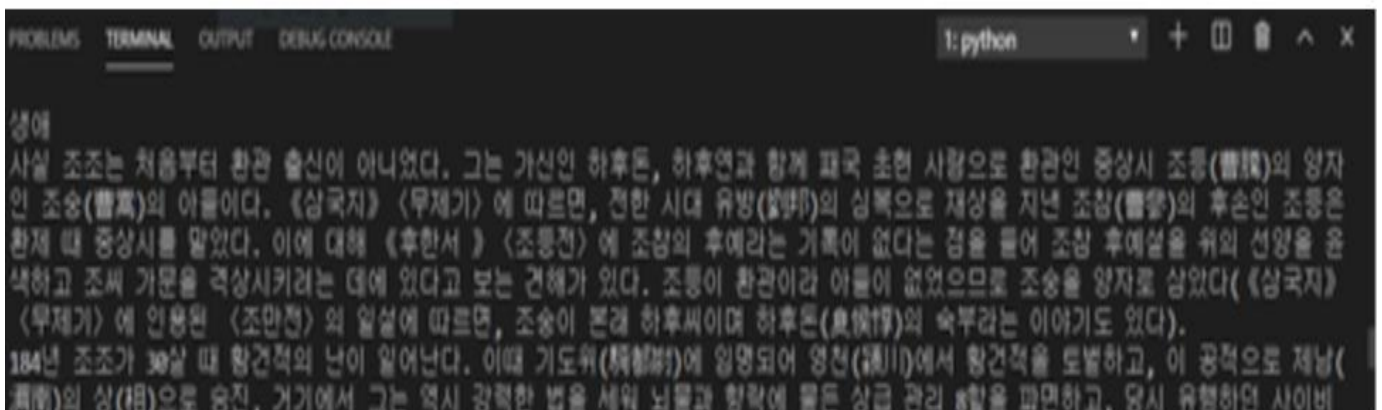 PROBLEMS TERMINAL OUTPUT DEBUG CONSOLE 1: python
생애
사실 조조는 처음부터 환관 출신이 아니었다. 그는 가신인 하후돈, 하후연과 함께 패국 초현 사람으로 환관인 중상시 조등(曹騰)의 양자
인 조숭(曹嵩)의 아들이다. 《삼국지》 〈무제기〉에 따르면, 전한 시대 유방(劉邦)의 심복으로 재상을 지낸 조참(曹參)의 후손인 조등은
환제 때 중상시를 맡았다. 이에 대해 《후한서 》 〈조등전〉에 조참의 후예라는 기록이 없다는 점을 들어 조참 후예설을 위의 선양을 윤
색하고 조씨 가문을 격상시키려는 데에 있다고 보는 견해가 있다. 조등이 환관이라 아들이 없었으므로 조숭을 양자로 삼았다(《삼국지》
〈무제기〉에 인용된 〈조만전〉의 일설에 따르면, 조숭이 본래 하후씨이며 하후돈(夏侯惇)의 숙부라는 이야기도 있다).
184년 조조가 30살 때 황건적의 난이 일어난다. 이때 기도위(騎都尉)에 임명되어 영천(潁川)에서 황건적을 토벌하고, 이 공적으로 제남(
濟南)의 상(相)으로 승진, 거기에서 그는 역시 강력한 법을 세워 뇌물과 향락에 물든 상급 관리 8할을 파면하고, 당시 유행하던 사이비